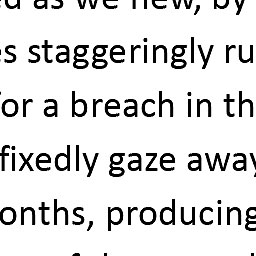 ed as we flew, by
es staggeringly ru
for a breach in th
fixedly gaze away
onths, producing